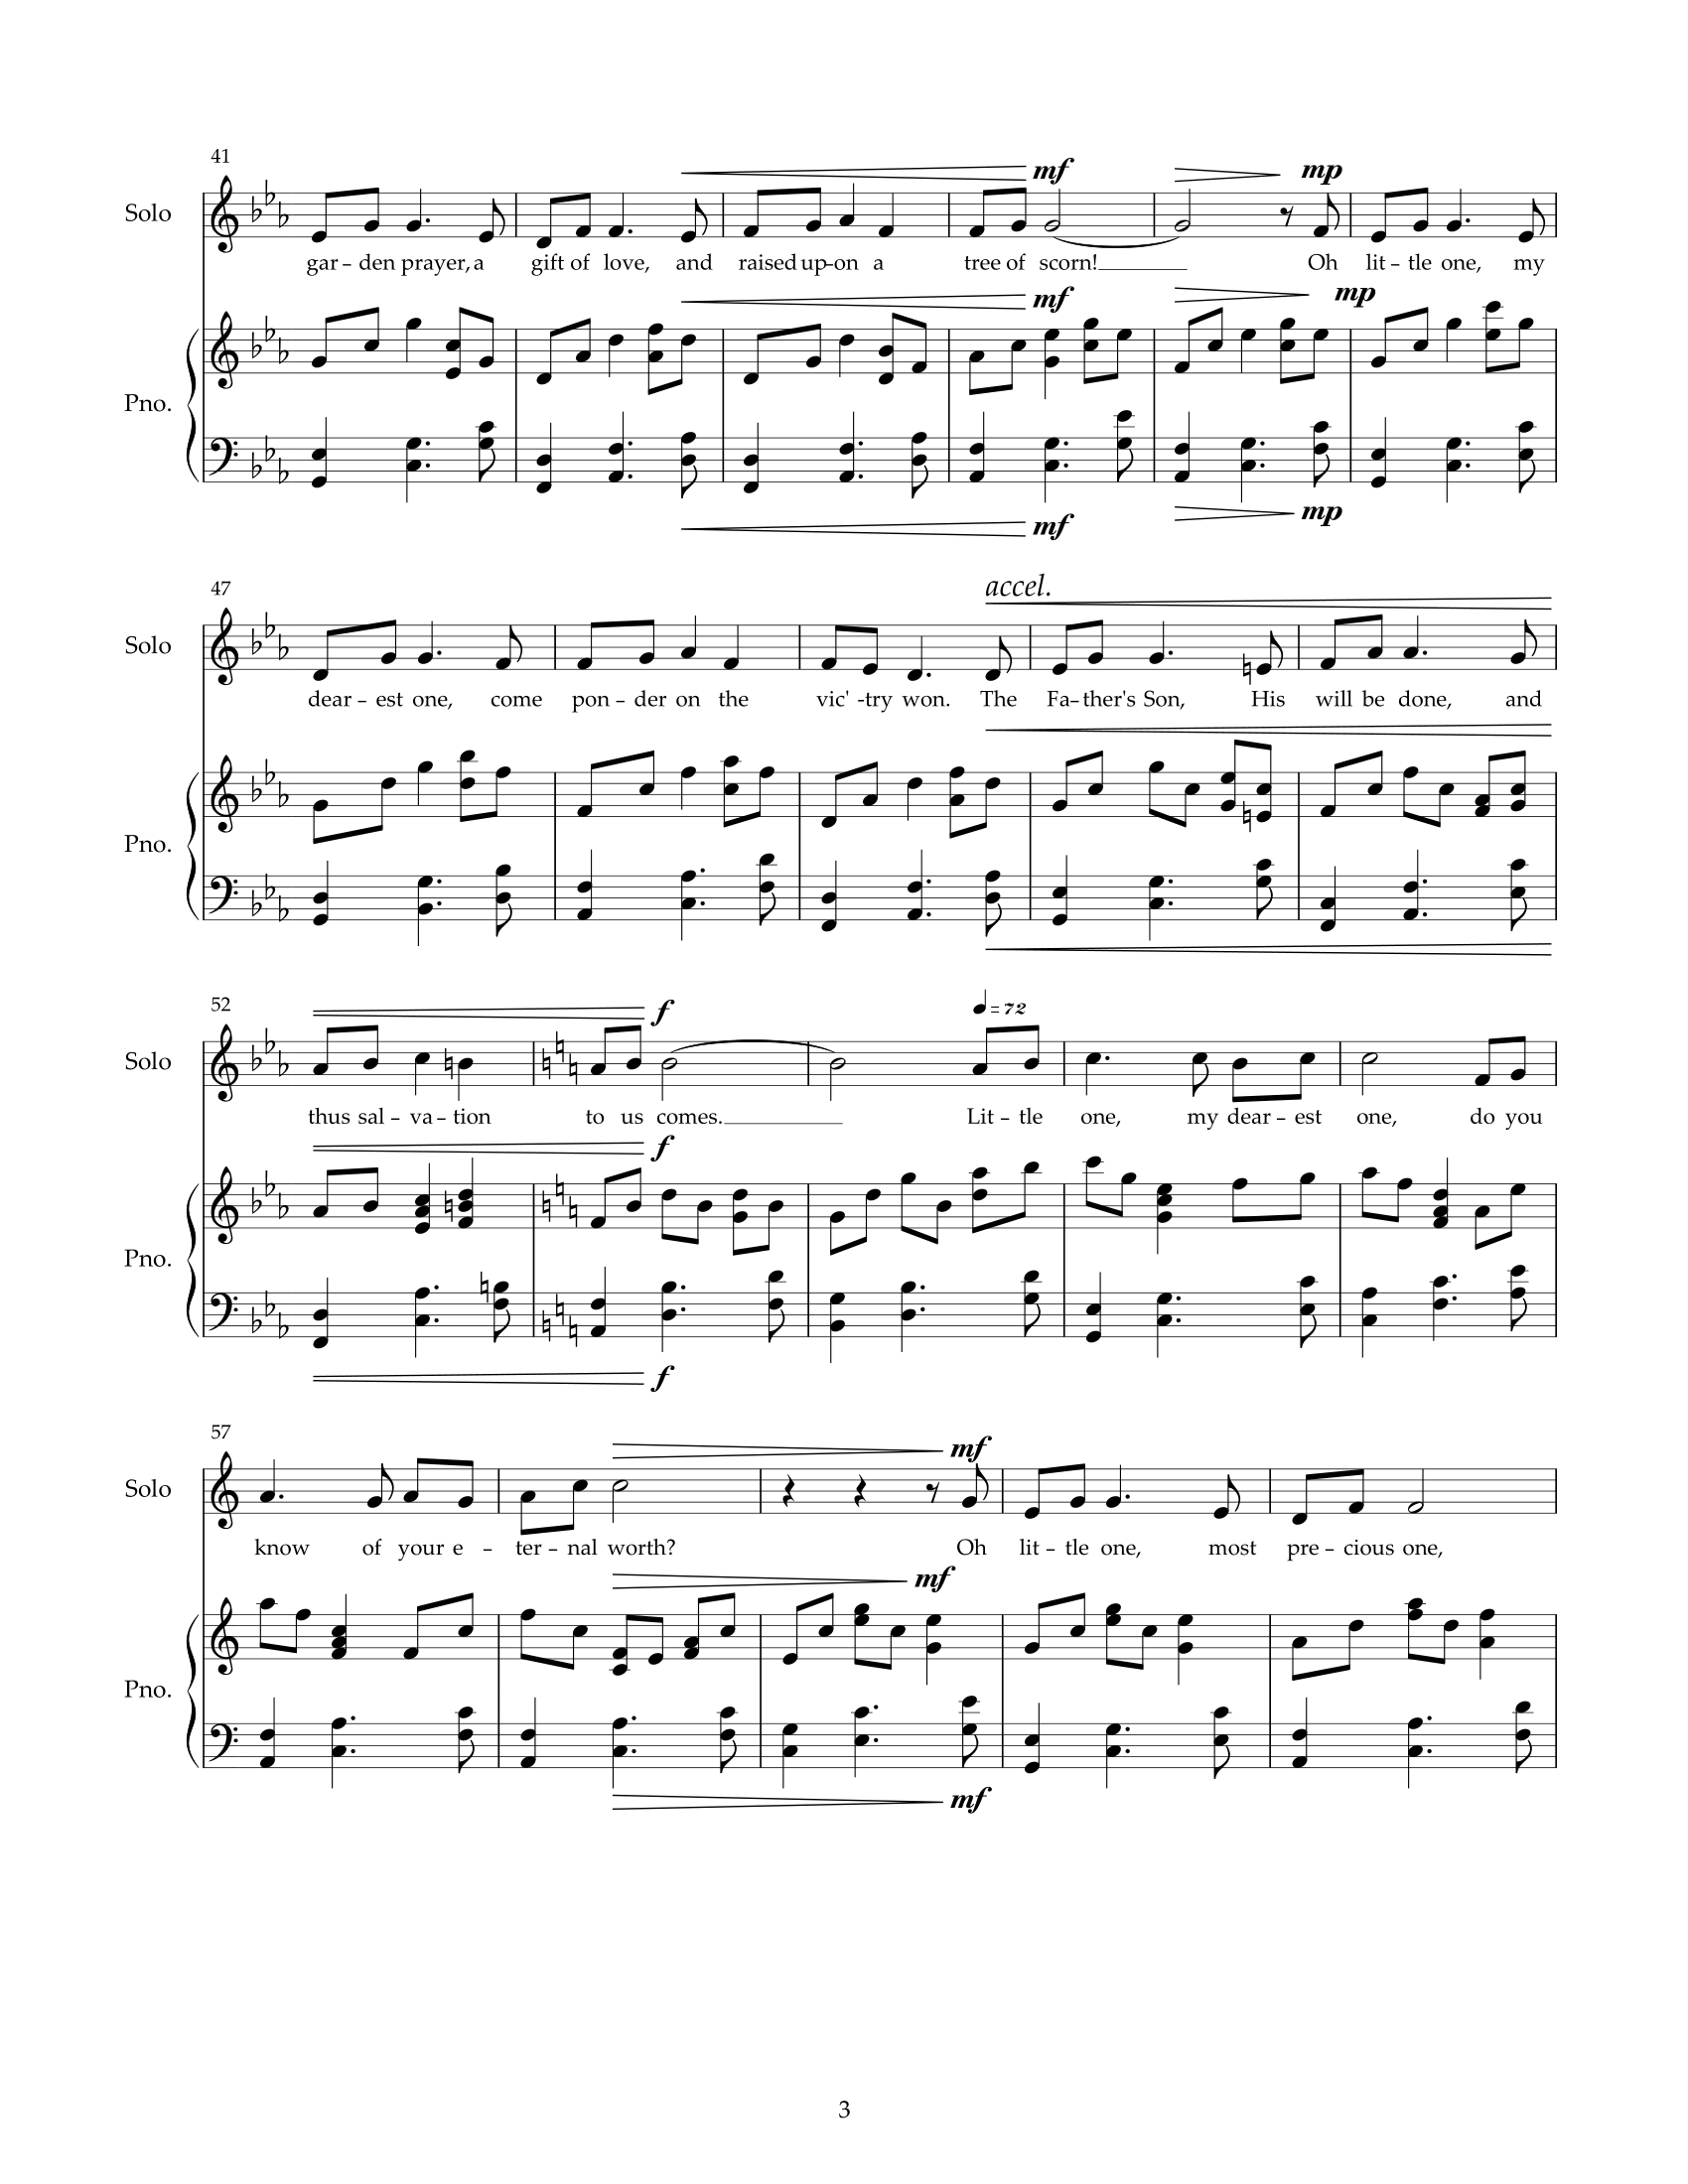 41
mf mp
Solo
gar – den prayer, a gift of love, and raised up–on a tree of scorn! Oh lit – tle one, my
mf mp
Pno.
mf mp
47 accel.
Solo
dear – est one, come pon – der on the vic' -try won. The Fa–ther's Son, His will be done, and
Pno.
52 f = 72
Solo
thus sal – va – tion to us comes. Lit – tle one, my dear – est one, do you
f
Pno.
f
57 mf
Solo
know of your e – ter – nal worth? Oh lit – tle one, most pre – cious one,
mf
Pno.
mf
3